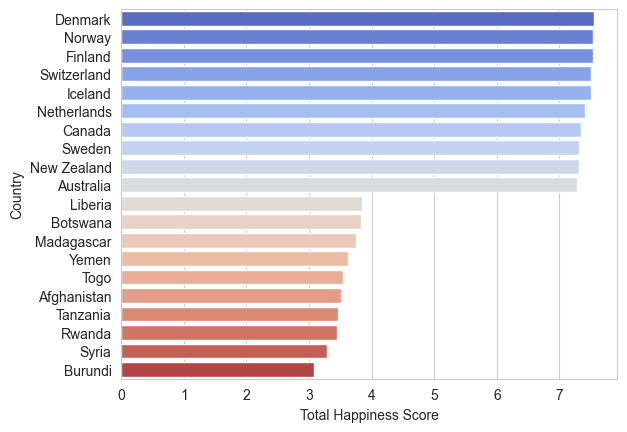 Denmark
Norway
Finland
Switzerland
Iceland
Netherlands
Canada
Sweden
New Zealand
Australia
Liberia
Botswana
Madagascar
Yemen
Togo
Afghanistan
Tanzania
Rwanda
Syria
Burundi
Country
0 1 2 3 4 5 6 7
Total Happiness Score